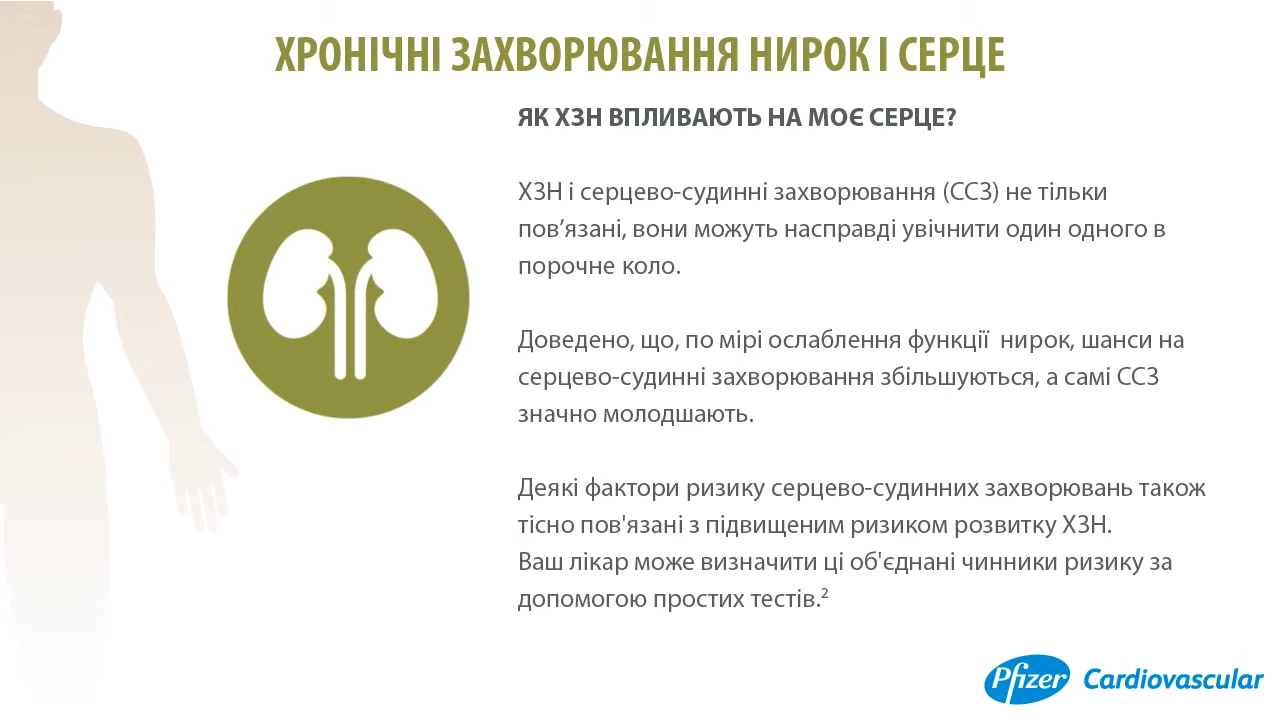 ХРОНІЧНІ ЗАХВОРЮВАННЯ НИРОК І СЕРЦЕ
ЯК ХЗН ВПЛИВАЮТЬ НА МОЄ СЕРЦЕ?
ХЗН і серцево-судинні захворювання (ССЗ) не тільки
пов’язані, вони можуть насправді увічнити один одного в
порочне коло.
Доведено, що, по мірі ослаблення функції нирок, шанси на
серцево-судинні захворювання збільшуються, а самі ССЗ
значно молодшають.
Деякі фактори ризику серцево-судинних захворювань також
тісно пов'язані з підвищеним ризиком розвитку ХЗН.
Ваш лікар може визначити ці об'єднані чинники ризику за
допомогою простих тестів.²
Pfizer Cardiovascular